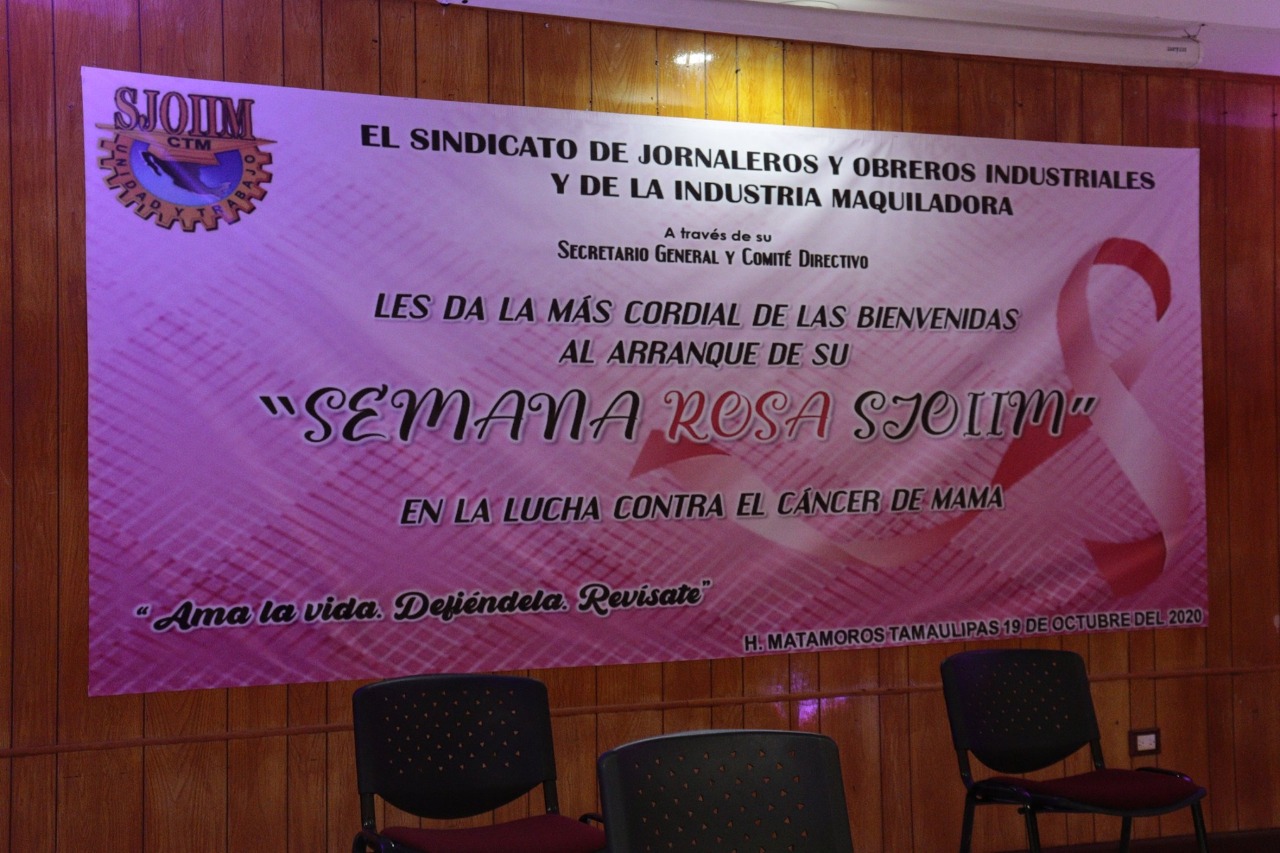 SJOIIM
CTM
UNIDAD Y TRABAJO
EL SINDICATO DE JORNALEROS Y OBREROS INDUSTRIALES
Y DE LA INDUSTRIA MAQUILADORA
A través de su
SECRETARIO GENERAL Y COMITÉ DIRECTIVO
LES DA LA MÁS CORDIAL DE LAS BIENVENIDAS
AL ARRANQUE DE SU
"SEMANA ROSA SJOIIM"
EN LA LUCHA CONTRA EL CÁNCER DE MAMA
"Ama la vida. Defiéndela. Revísate"
H. MATAMOROS TAMAULIPAS 19 DE OCTUBRE DEL 2020